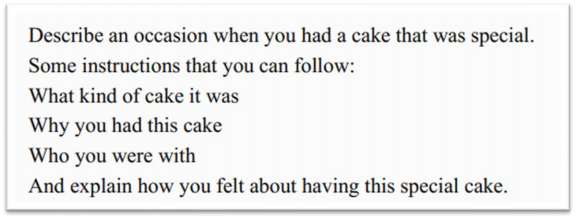 Describe an occasion when you had a cake that was special.
Some instructions that you can follow:
What kind of cake it was
Why you had this cake
Who you were with
And explain how you felt about having this special cake.